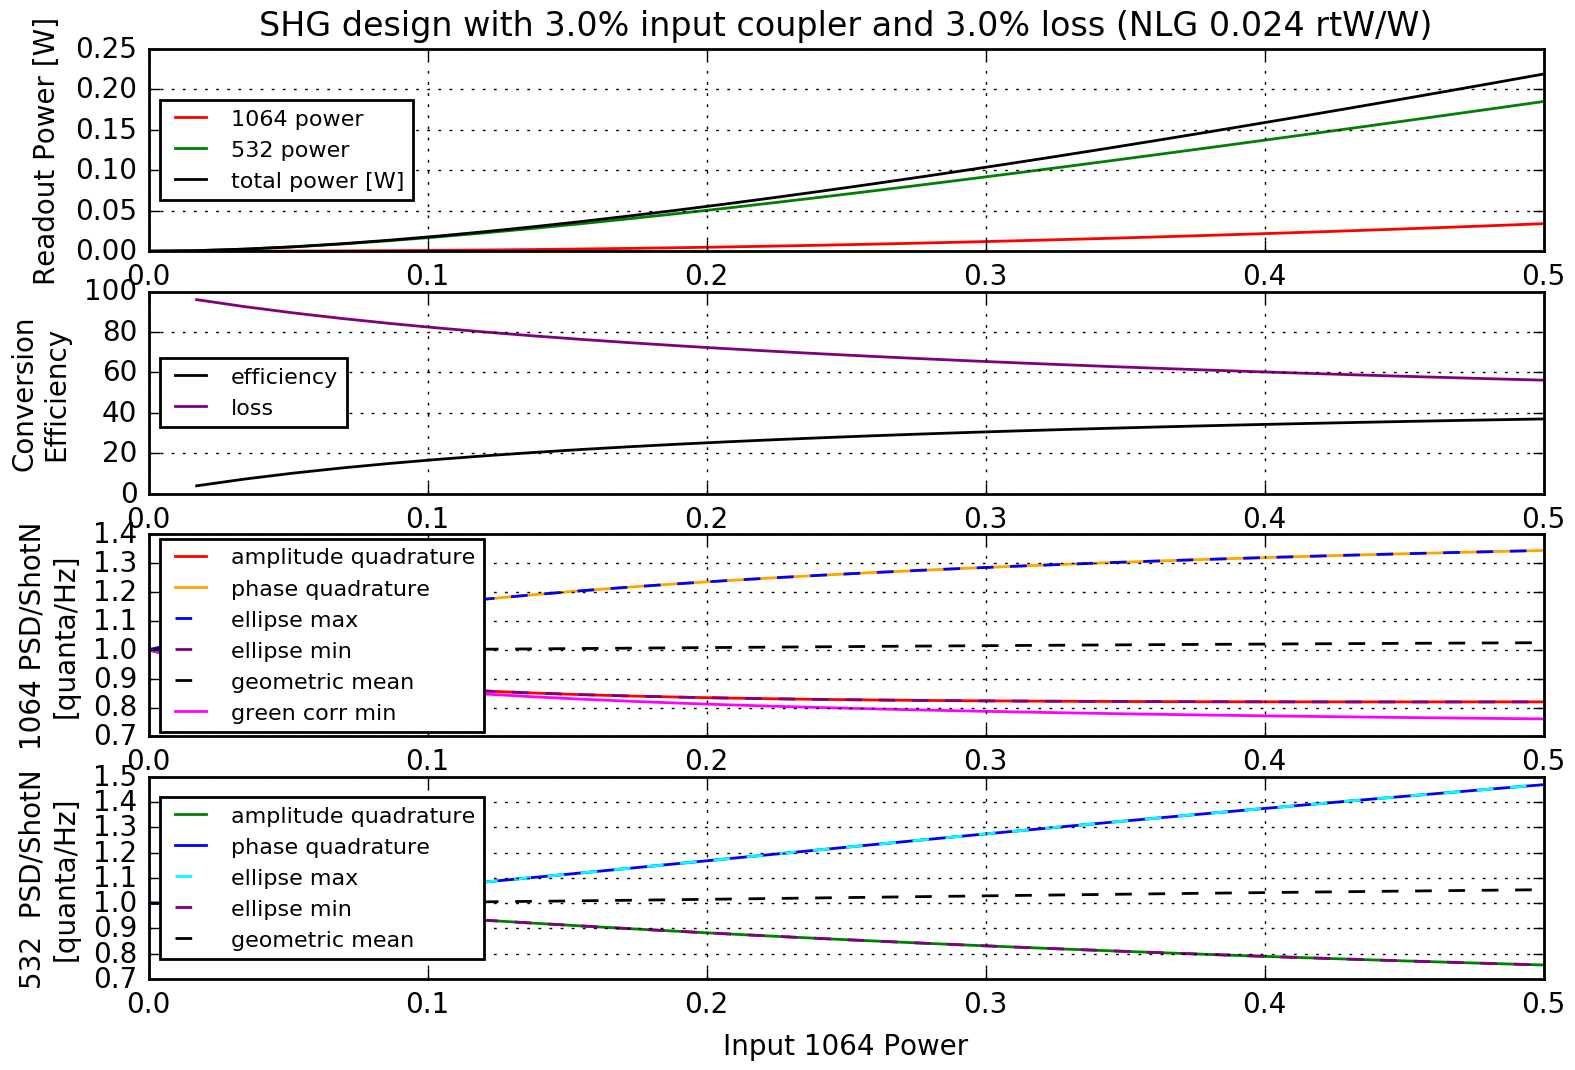 SHG design with 3.0% input coupler and 3.0% loss (NLG 0.024 rtW/W)
Readout Power [W]
0.25
0.20
0.15
0.10
0.05
0.00
1064 power
532 power
total power [W]
0.0 0.1 0.2 0.3 0.4 0.5
Conversion
Efficiency
100
80
60
40
20
0
efficiency
loss
0.0 0.1 0.2 0.3 0.4 0.5
1064 PSD/ShotN
[quanta/Hz]
1.4
1.3
1.2
1.1
1.0
0.9
0.8
0.7
amplitude quadrature
phase quadrature
ellipse max
ellipse min
geometric mean
green corr min
0.0 0.1 0.2 0.3 0.4 0.5
532 PSD/ShotN
[quanta/Hz]
1.5
1.4
1.3
1.2
1.1
1.0
0.9
0.8
0.7
amplitude quadrature
phase quadrature
ellipse max
ellipse min
geometric mean
0.0 0.1 0.2 0.3 0.4 0.5
Input 1064 Power